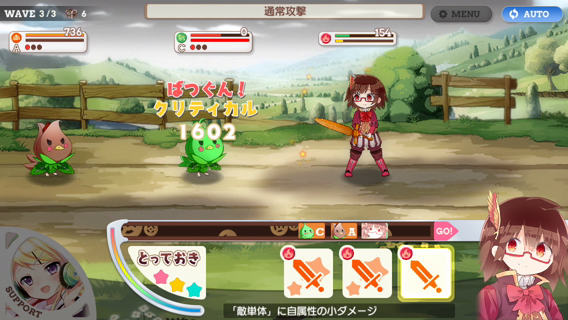 WAVE 3/3 6
通常攻撃
MENU
AUTO
736
A
0
C
154
ばつぐん!
クリティカル
1602
C A GO!
とっておき
SUPPORT
「敵単体」に自属性の小ダメージ